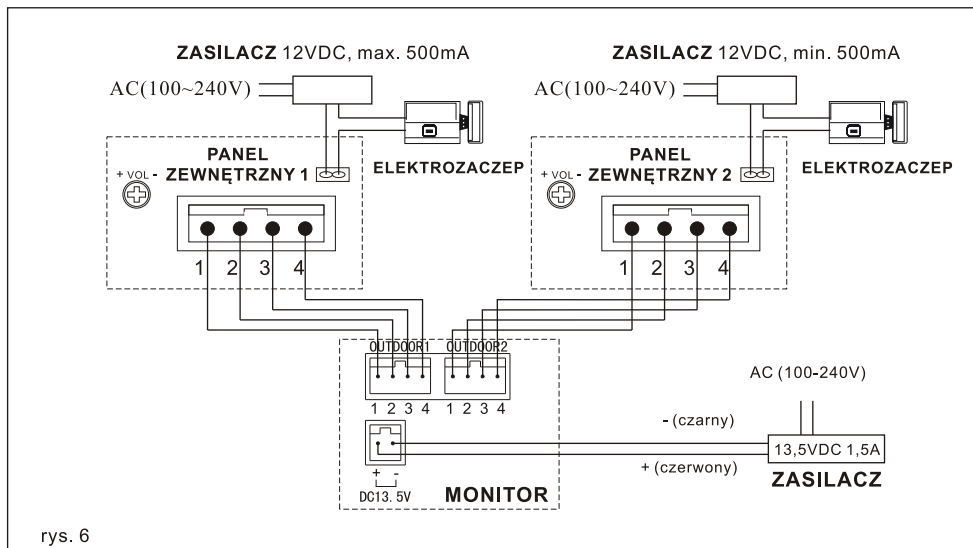 ZASILACZ 12VDC, max. 500mA
AC(100~240V)
ELEKTROZACZEP
PANEL
ZEWNĘTRZNY 1
+ VOL -
1 2 3 4
ZASILACZ 12VDC, min. 500mA
AC(100~240V)
ELEKTROZACZEP
PANEL
ZEWNĘTRZNY 2
+ VOL -
1 2 3 4
OUTDOOR1 OUTDOOR2
1 2 3 4 1 2 3 4
+ -
DC13.5V
MONITOR
AC (100-240V)
- (czarny)
+ (czerwony)
13,5VDC 1,5A
ZASILACZ
rys. 6